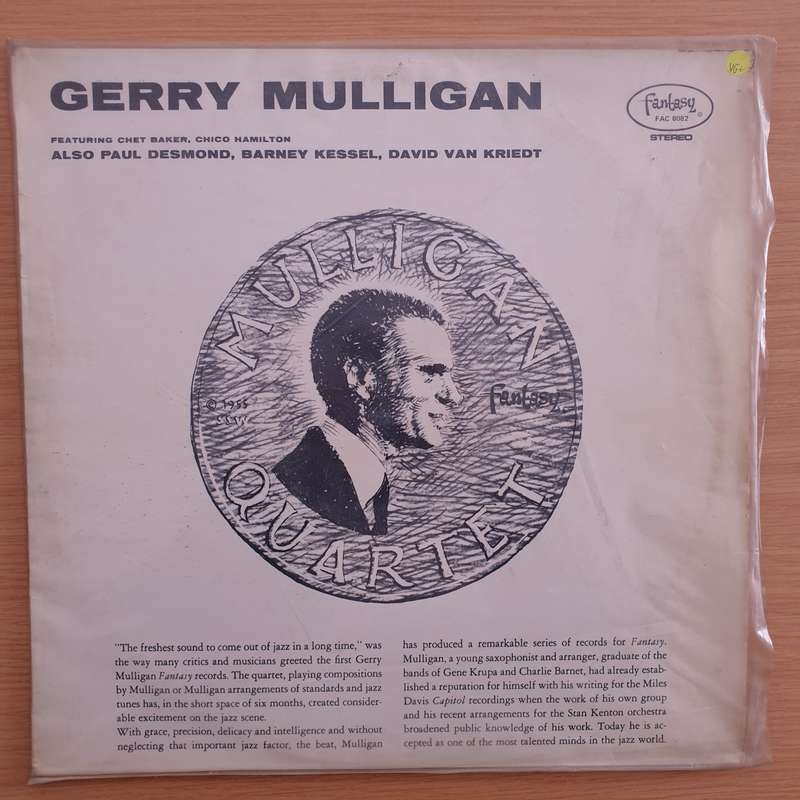 VG+
GERRY MULLIGAN
Fantasy
FAC 8082
STEREO
FEATURING CHET BAKER, CHICO HAMILTON
ALSO PAUL DESMOND, BARNEY KESSEL, DAVID VAN KRIEDT
MULLIGAN
© 1955
Fantasy
QUARTET
"The freshest sound to come out of jazz in a long time," was
the way many critics and musicians greeted the first Gerry
Mulligan Fantasy records. The quartet, playing compositions
by Mulligan or Mulligan arrangements of standards and jazz
tunes has, in the short space of six months, created consider-
able excitement on the jazz scene.
With grace, precision, delicacy and intelligence and without
neglecting that important jazz factor, the beat, Mulligan
has produced a remarkable series of records for Fantasy.
Mulligan, a young saxophonist and arranger, graduate of the
bands of Gene Krupa and Charlie Barnet, had already estab-
lished a reputation for himself with his writing for the Miles
Davis Capitol recordings when the work of his own group
and his recent arrangements for the Stan Kenton orchestra
broadened public knowledge of his work. Today he is ac-
cepted as one of the most talented minds in the jazz world.